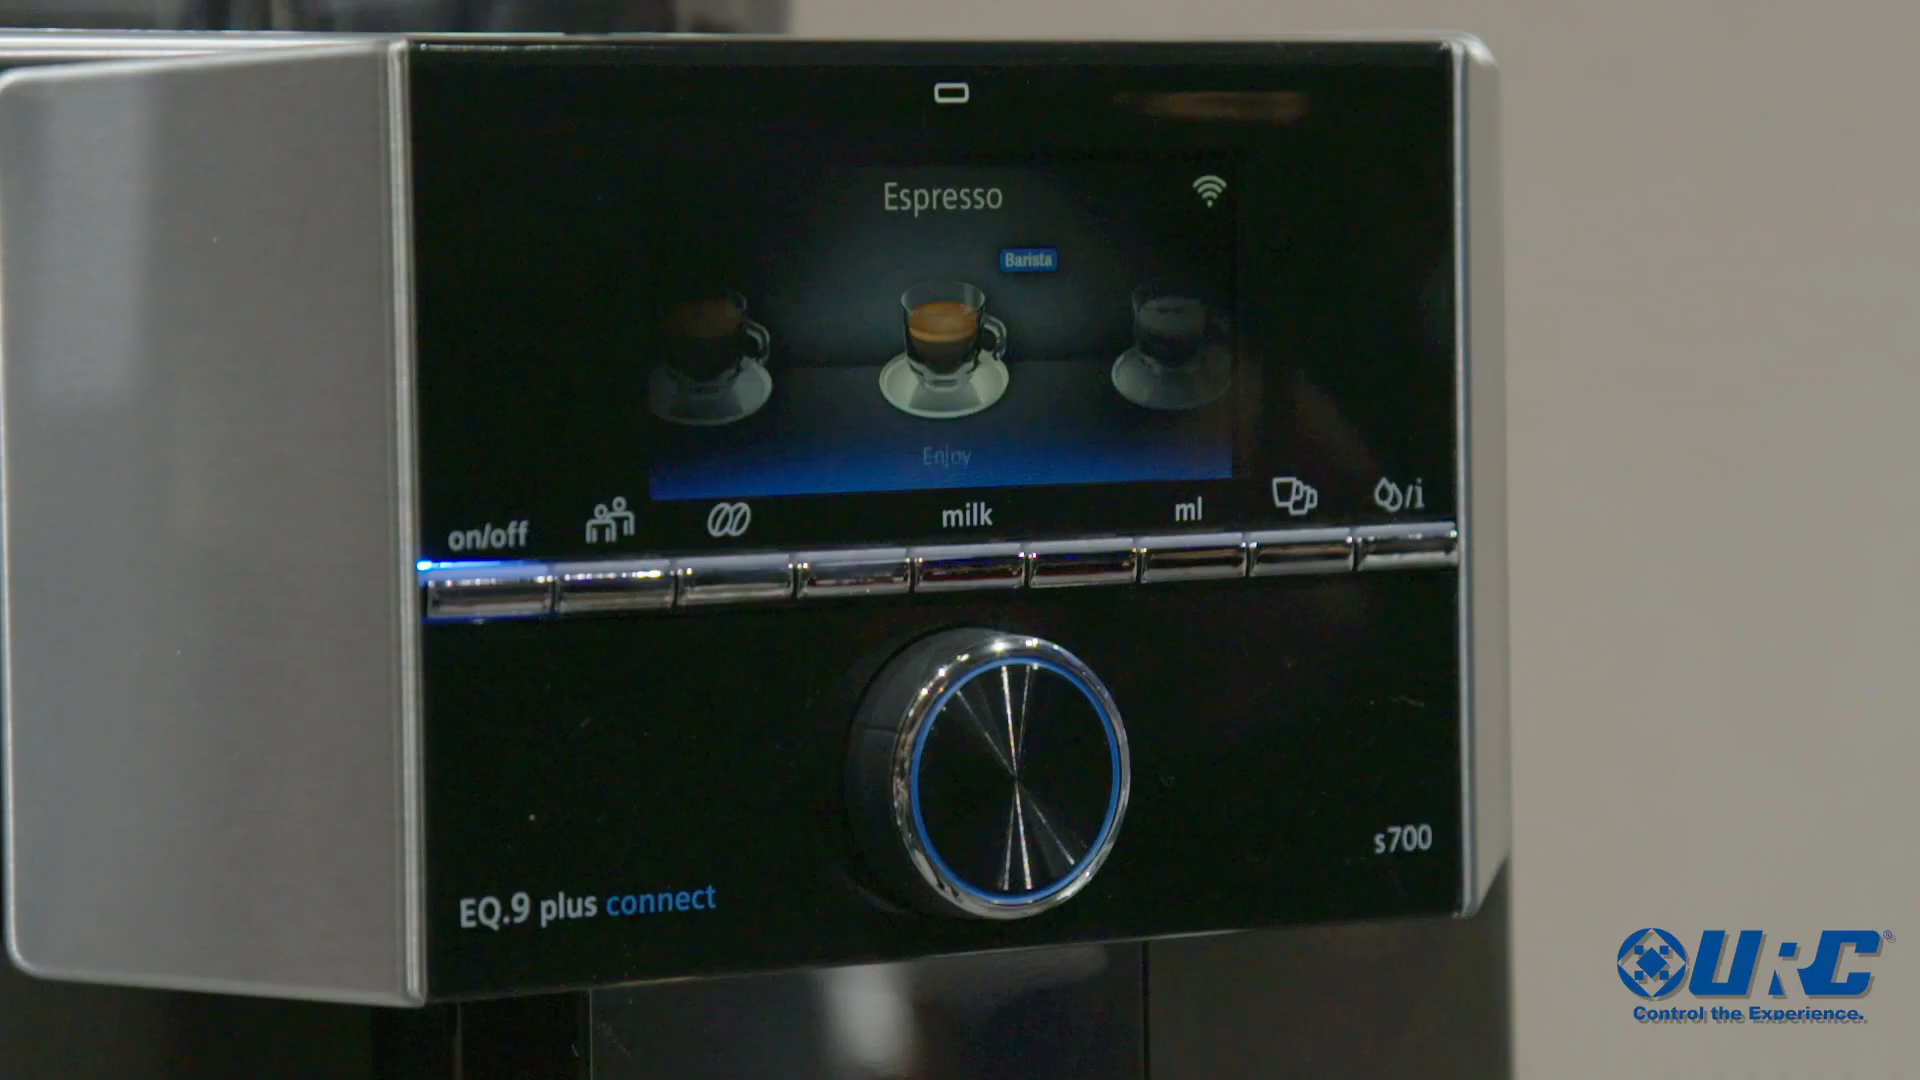 Espresso
Barista
Enjoy
on/off
milk
ml
/i
s700
EQ.9 plus connect
URC®
Control the Experience.